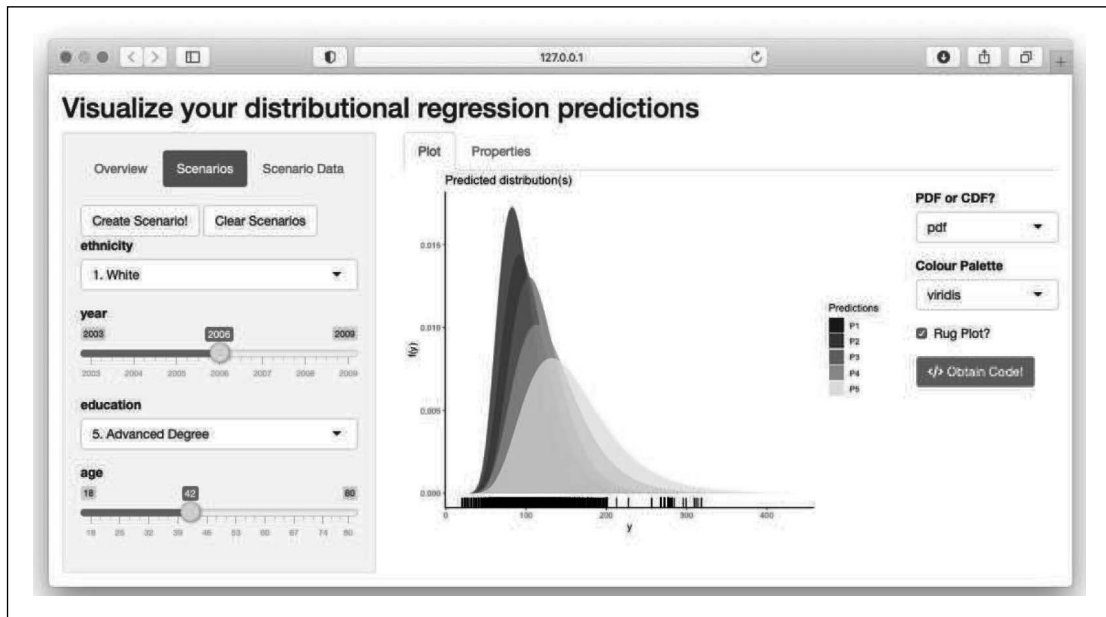 127.0.0.1
Visualize your distributional regression predictions
Overview Scenarios Scenario Data
Create Scenario! Clear Scenarios
ethnicity
1. White
year
2003 2006 2009
2003 2004 2005 2006 2007 2008 2009
education
5. Advanced Degree
age
18 42 80
18 25 32 39 46 53 60 67 74 80
Plot Properties
Predicted distribution(s)
f(y)
0.015
0.010
0.005
0.000
0 100 200 300 400
y
Predictions
P1
P2
P3
P4
P5
PDF or CDF?
pdf
Colour Palette
viridis
Rug Plot?
</> Obtain Code!